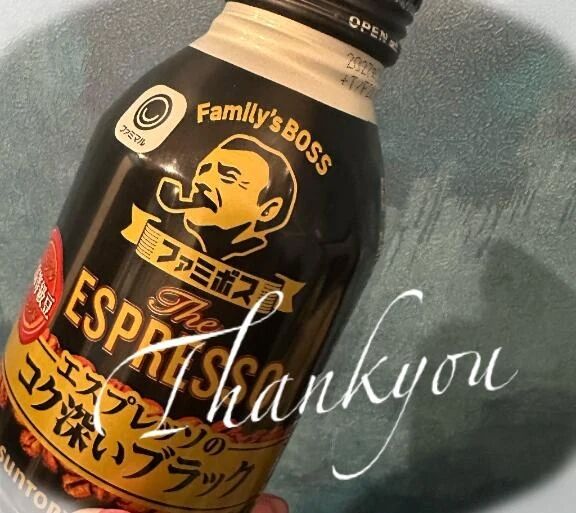 OPEN
ファミマル
Family's BOSS
ファミボス
The
ESPRESSO
Thankyou
エスプレッソの
コク深いブラック
SUNTORY